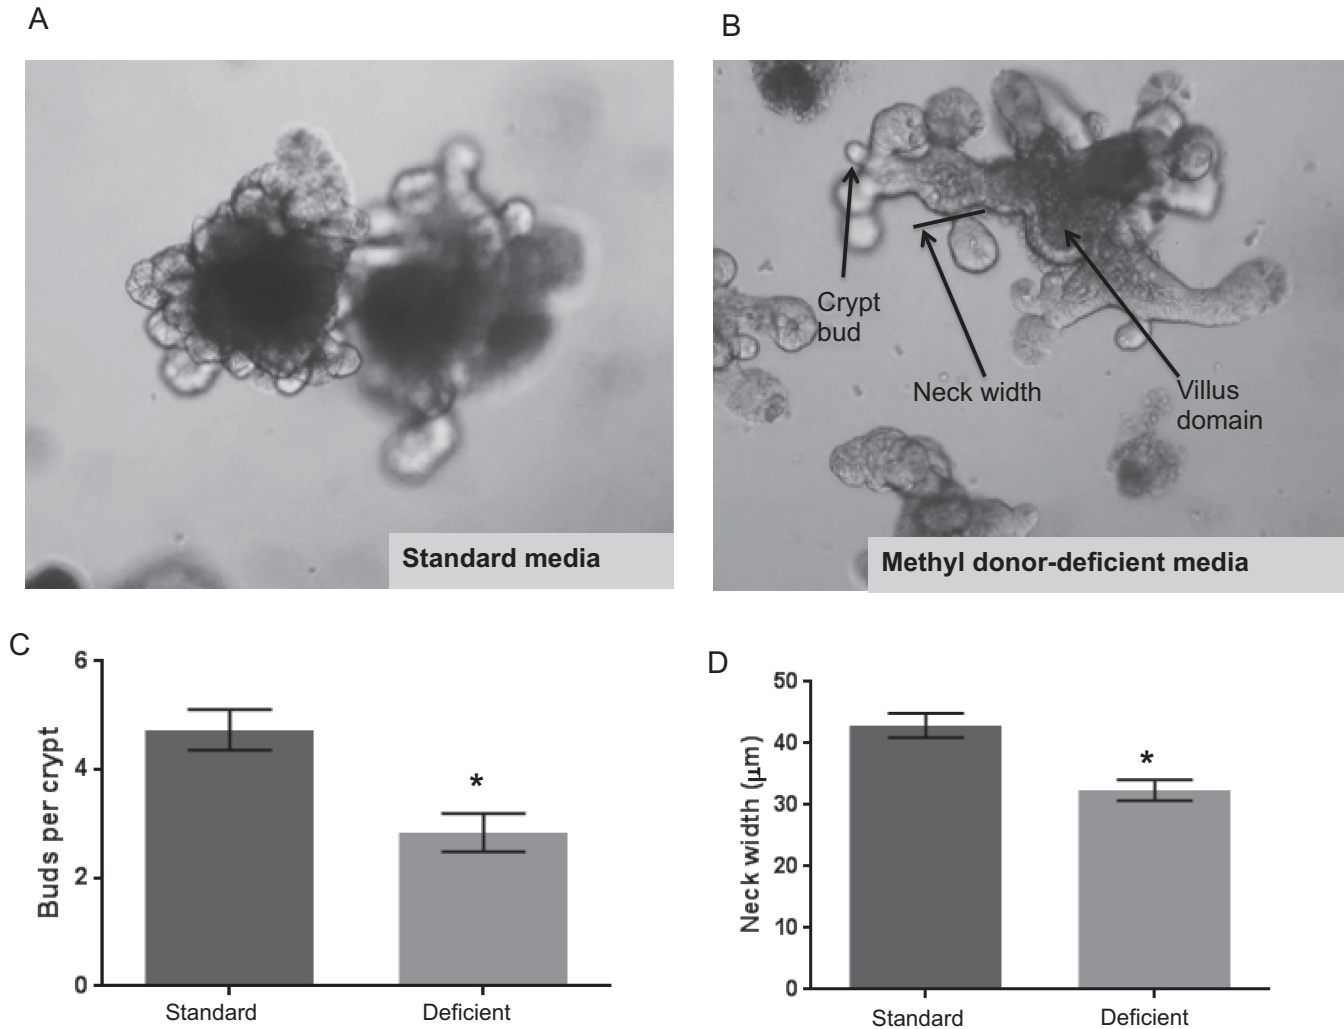 A
B
Crypt
bud
Neck width
Villus
domain
Standard media
Methyl donor-deficient media
C
6
4
2
0
Buds per crypt
*
Standard
Deficient
D
50
40
30
20
10
0
Neck width (μm)
*
Standard
Deficient